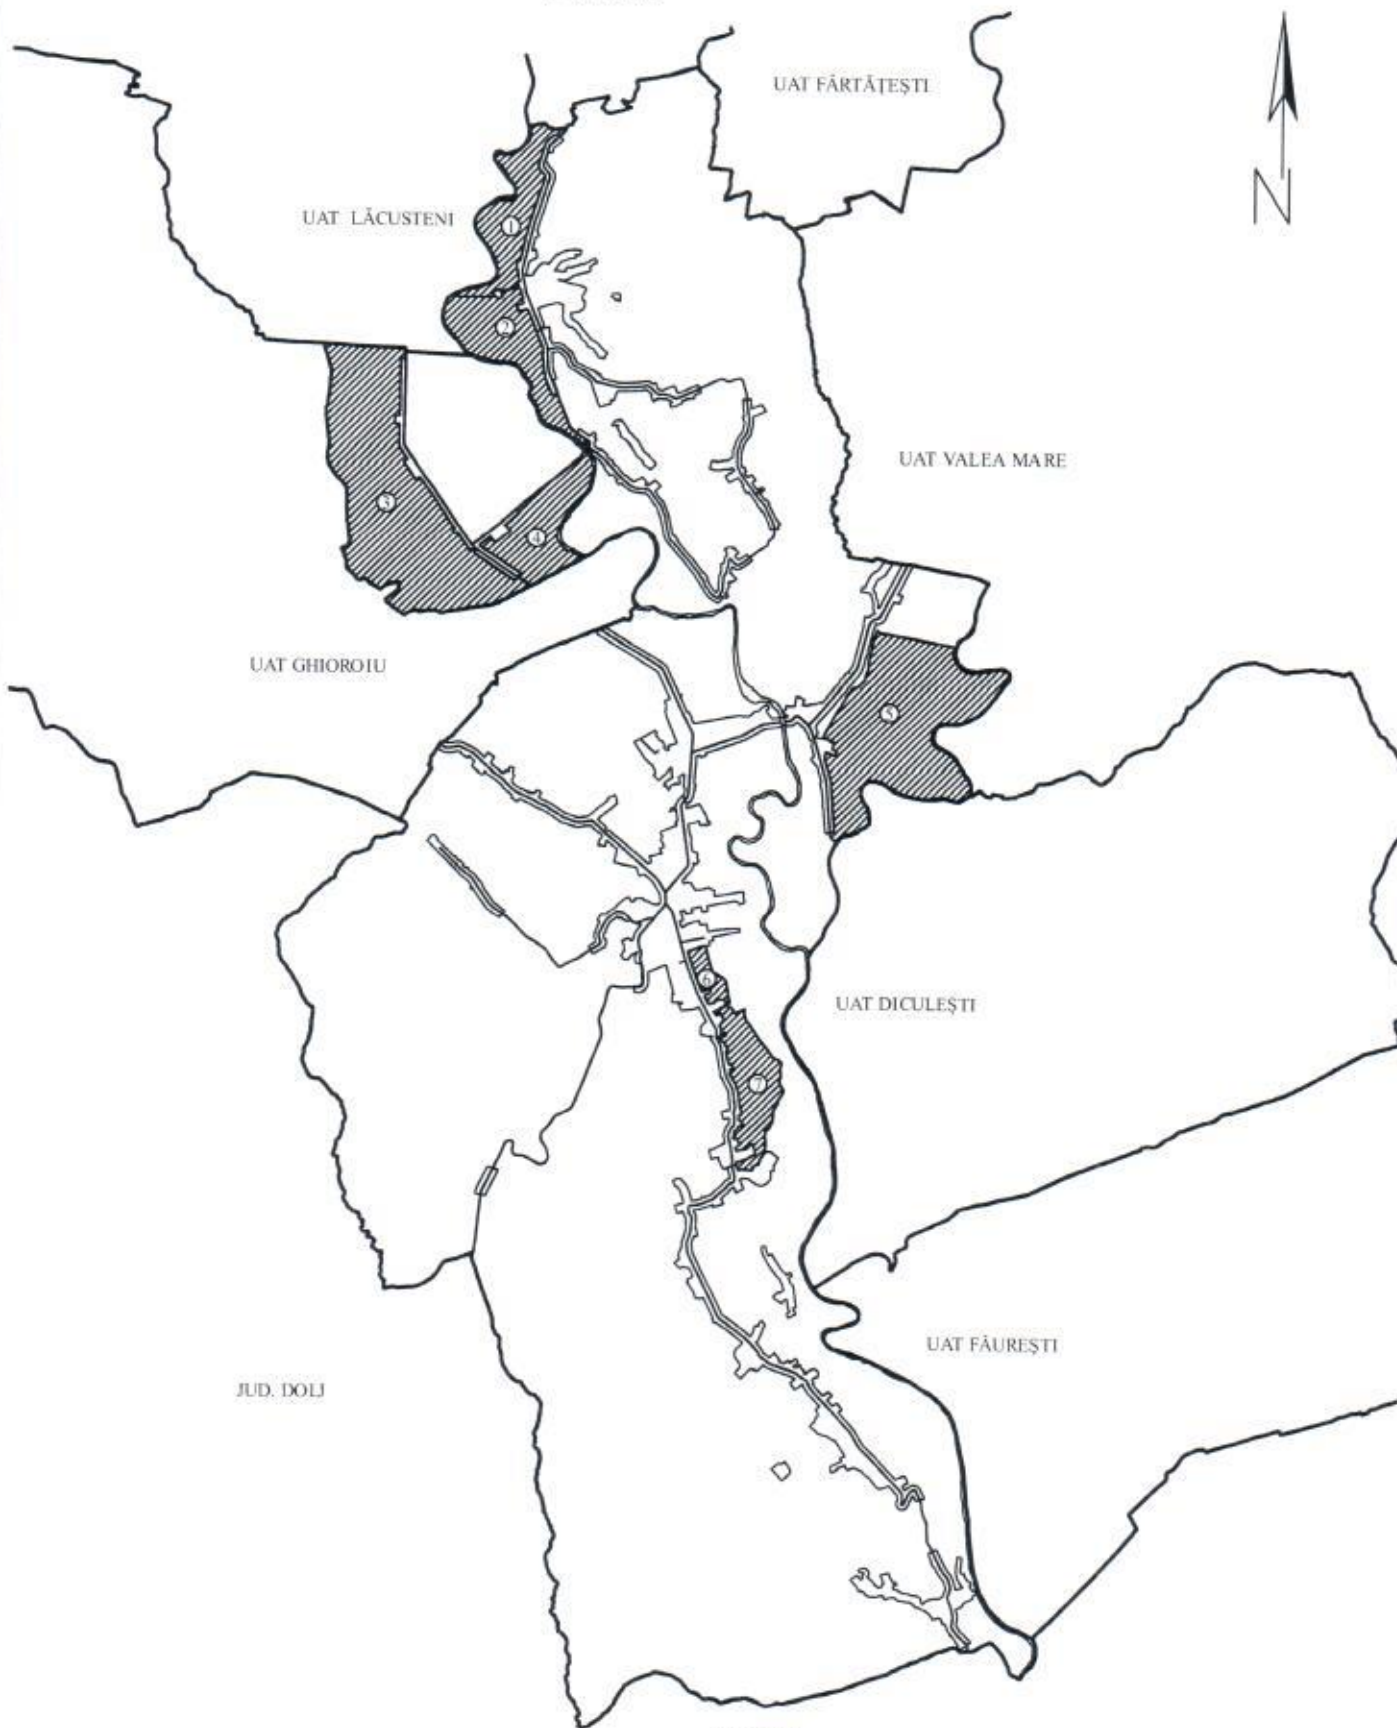 UAT FÂRTĂȚEȘTI
N
UAT LĂCUSTENI
1
2
UAT VALEA MARE
3
4
UAT GHIOROIU
5
6
UAT DICULEȘTI
7
UAT FĂUREȘTI
JUD. DOLJ